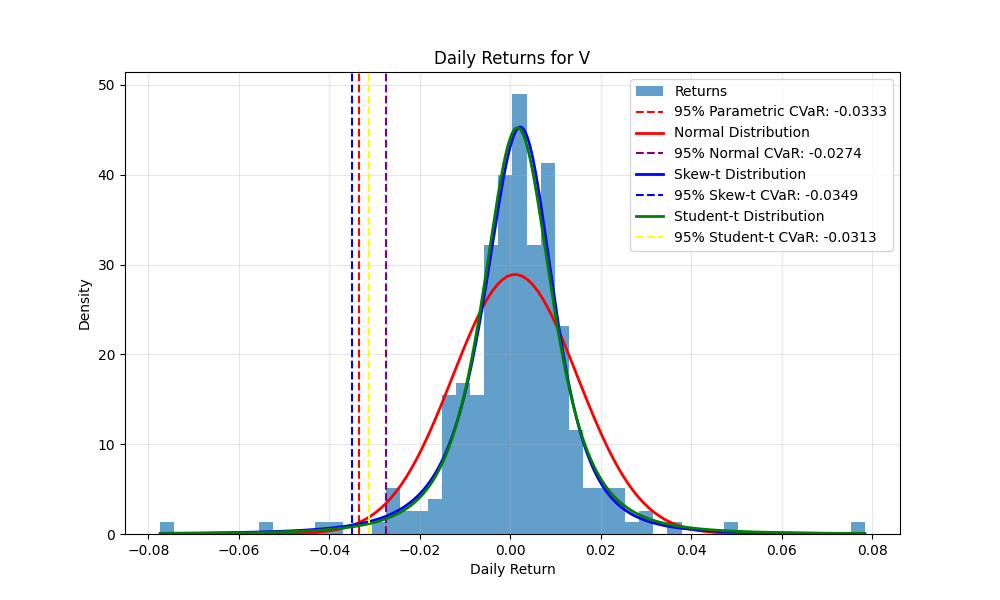 Daily Returns for V
50
40
30
20
10
0
Density
Returns
95% Parametric CVaR: -0.0333
Normal Distribution
95% Normal CVaR: -0.0274
Skew-t Distribution
95% Skew-t CVaR: -0.0349
Student-t Distribution
95% Student-t CVaR: -0.0313
−0.08 −0.06 −0.04 −0.02 0.00 0.02 0.04 0.06 0.08
Daily Return